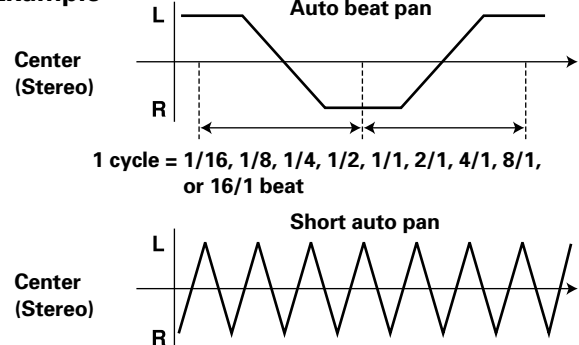 Auto beat pan
L
Center
(Stereo)
R
1 cycle = 1/16, 1/8, 1/4, 1/2, 1/1, 2/1, 4/1, 8/1,
or 16/1 beat
Short auto pan
L
Center
(Stereo)
R